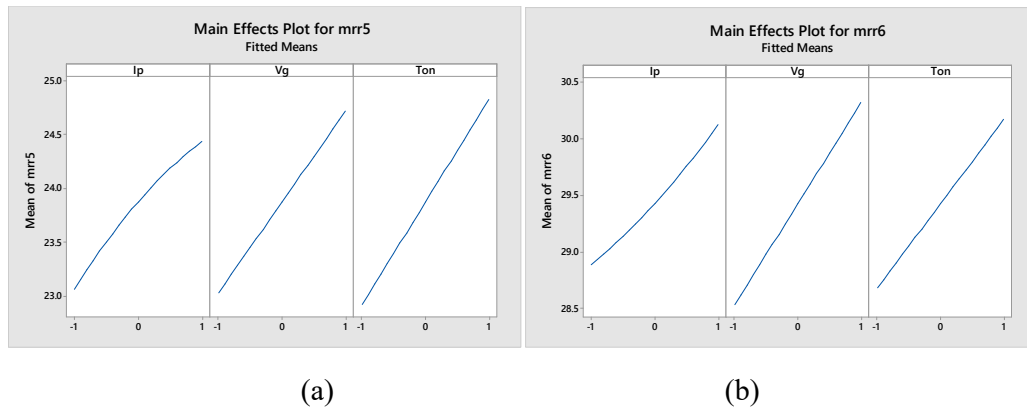 Main Effects Plot for mrr5
Fitted Means
Ip Vg Ton
25.0
24.5
24.0
23.5
23.0
Mean of mrr5
-1 0 1 -1 0 1 -1 0 1
Main Effects Plot for mrr6
Fitted Means
Ip Vg Ton
30.5
30.0
29.5
29.0
28.5
Mean of mrr6
-1 0 1 -1 0 1 -1 0 1
(a) (b)